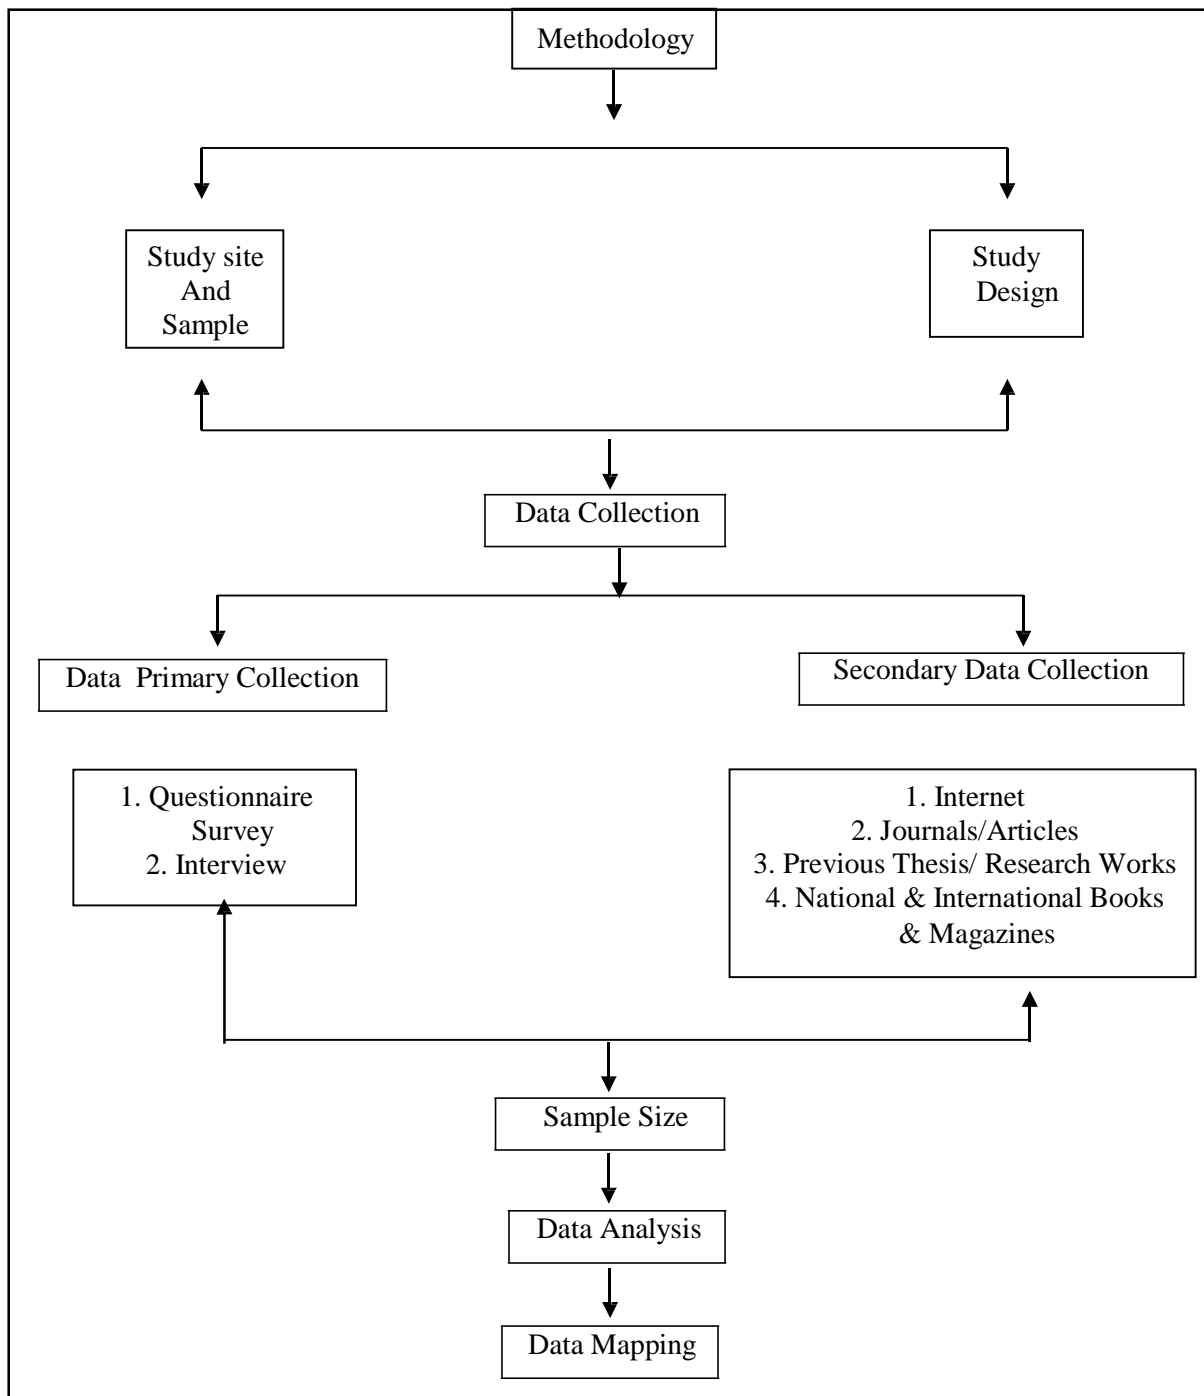 Methodology
Study site
And
Sample
Study
Design
Data Collection
Data Primary Collection
Secondary Data Collection
1. Questionnaire
Survey
2. Interview
1. Internet
2. Journals/Articles
3. Previous Thesis/ Research Works
4. National & International Books
& Magazines
Sample Size
Data Analysis
Data Mapping